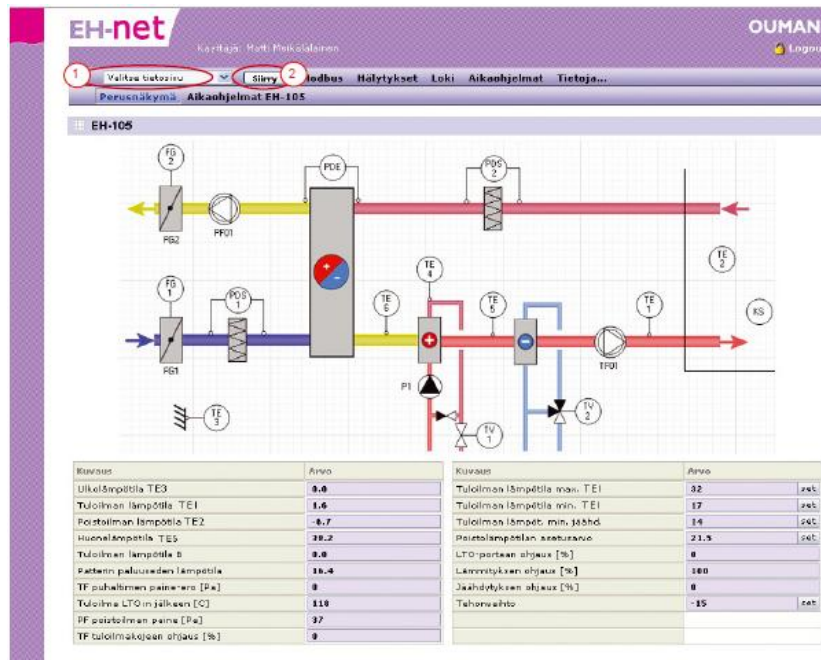 EH-net
OUMAN
Käyttäjä: Matti Meikäläinen
Logou
1
Valitse tietosivu
Siirry
2
odbus Hälytykset Loki Aikaohjelmat Tietoja...
Perusnäkymä Aikaohjelmat EH-105
EH-105
FG 2
PDE
PDS 2
FG2
PF01
TE 2
FG 1
PDS 1
TE 6
TE 4
TE 5
TE 1
KS
FG1
TF01
P1
TE 3
TV 1
TV 2
Kuvaus Arvo
Ulkolämpötila TE3 0.0
Tuloilman lämpötila TE1 1.6
Poistoilman lämpötila TE2 -0.7
Huonelämpötila TE5 39.2
Tuloilman lämpötila 6 0.0
Patterin paluuveden lämpötila 16.4
TF puhaltimen paine-ero [Pa] 0
Tuloilma LTO:n jälkeen [C] 110
PF poistoilman paine [Pa] 37
TF tuloilmakojeen ohjaus [%] 0
Kuvaus Arvo
Tuloilman lämpötila max. TE1 32 set
Tuloilman lämpötila min. TE1 17 set
Tuloilman lämpöt. min. jäähd. 14 set
Poistolämpötilan asetusarvo 21.5 set
LTO-portaan ohjaus [%] 0
Lämmityksen ohjaus [%] 100
Jäähdytyksen ohjaus [%] 0
Tehonvaihto -15 set